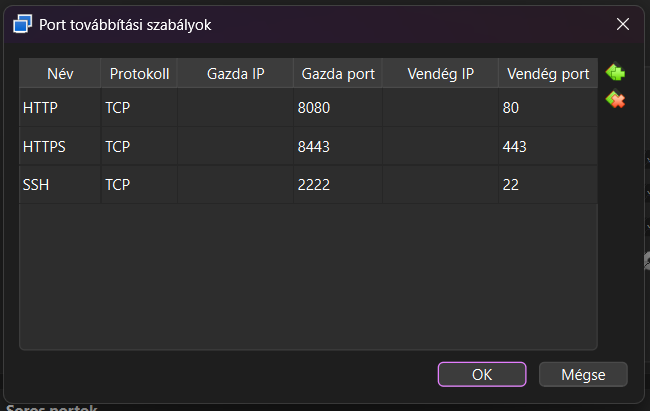 Port továbbítási szabályok
Név Protokoll Gazda IP Gazda port Vendég IP Vendég port
HTTP TCP 8080 80
HTTPS TCP 8443 443
SSH TCP 2222 22
OK Mégse
Soros portok